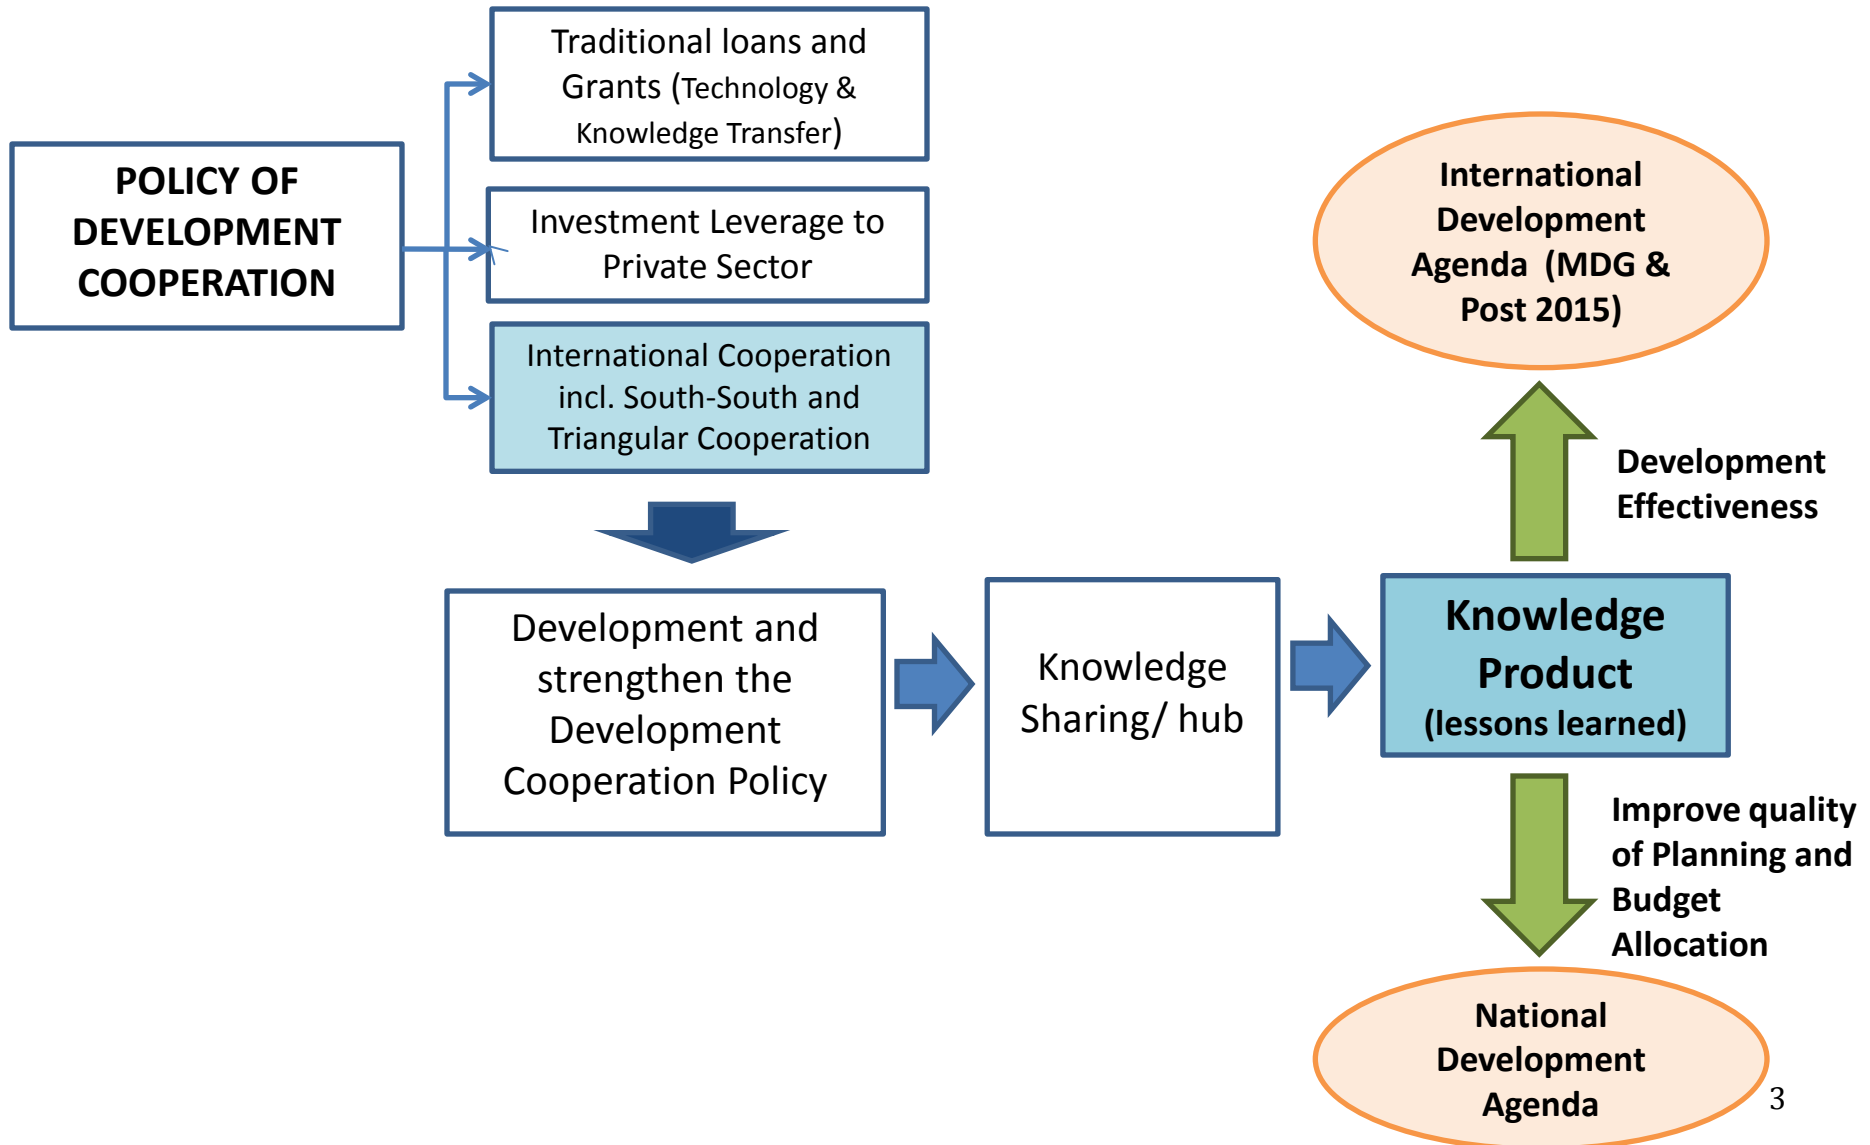 Traditional loans and
Grants (Technology &
Knowledge Transfer)
POLICY OF
DEVELOPMENT
COOPERATION
Investment Leverage to
Private Sector
International Cooperation
incl. South-South and
Triangular Cooperation
International
Development
Agenda (MDG &
Post 2015)
Development
Effectiveness
Development and
strengthen the
Development
Cooperation Policy
Knowledge
Sharing/ hub
Knowledge
Product
(lessons learned)
Improve quality
of Planning and
Budget
Allocation
National
Development
Agenda
3